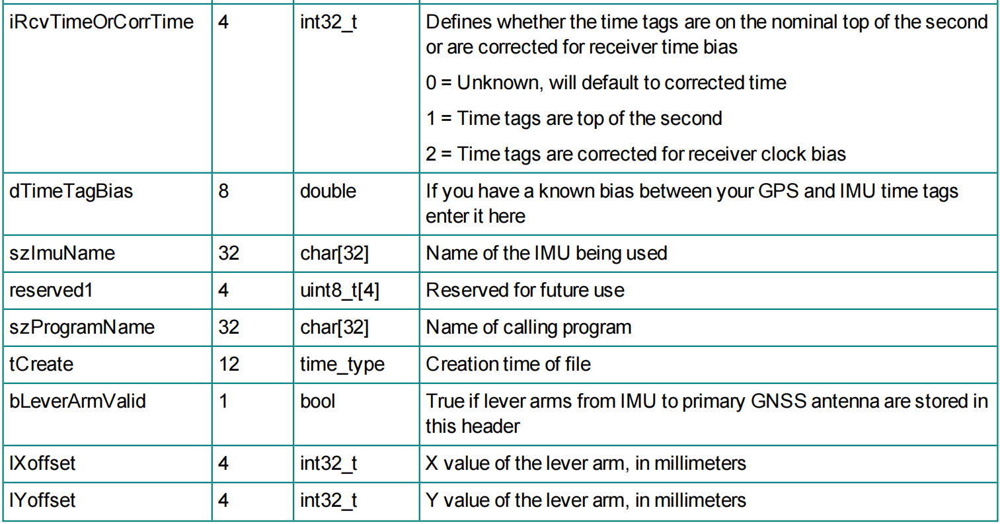 iRcvTimeOrCorrTime 4 int32_t Defines whether the time tags are on the nominal top of the second
or are corrected for receiver time bias
0 = Unknown, will default to corrected time
1 = Time tags are top of the second
2 = Time tags are corrected for receiver clock bias
dTimeTagBias 8 double If you have a known bias between your GPS and IMU time tags
enter it here
szImuName 32 char[32] Name of the IMU being used
reserved1 4 uint8_t[4] Reserved for future use
szProgramName 32 char[32] Name of calling program
tCreate 12 time_type Creation time of file
bLeverArmValid 1 bool True if lever arms from IMU to primary GNSS antenna are stored in
this header
lXoffset 4 int32_t X value of the lever arm, in millimeters
lYoffset 4 int32_t Y value of the lever arm, in millimeters